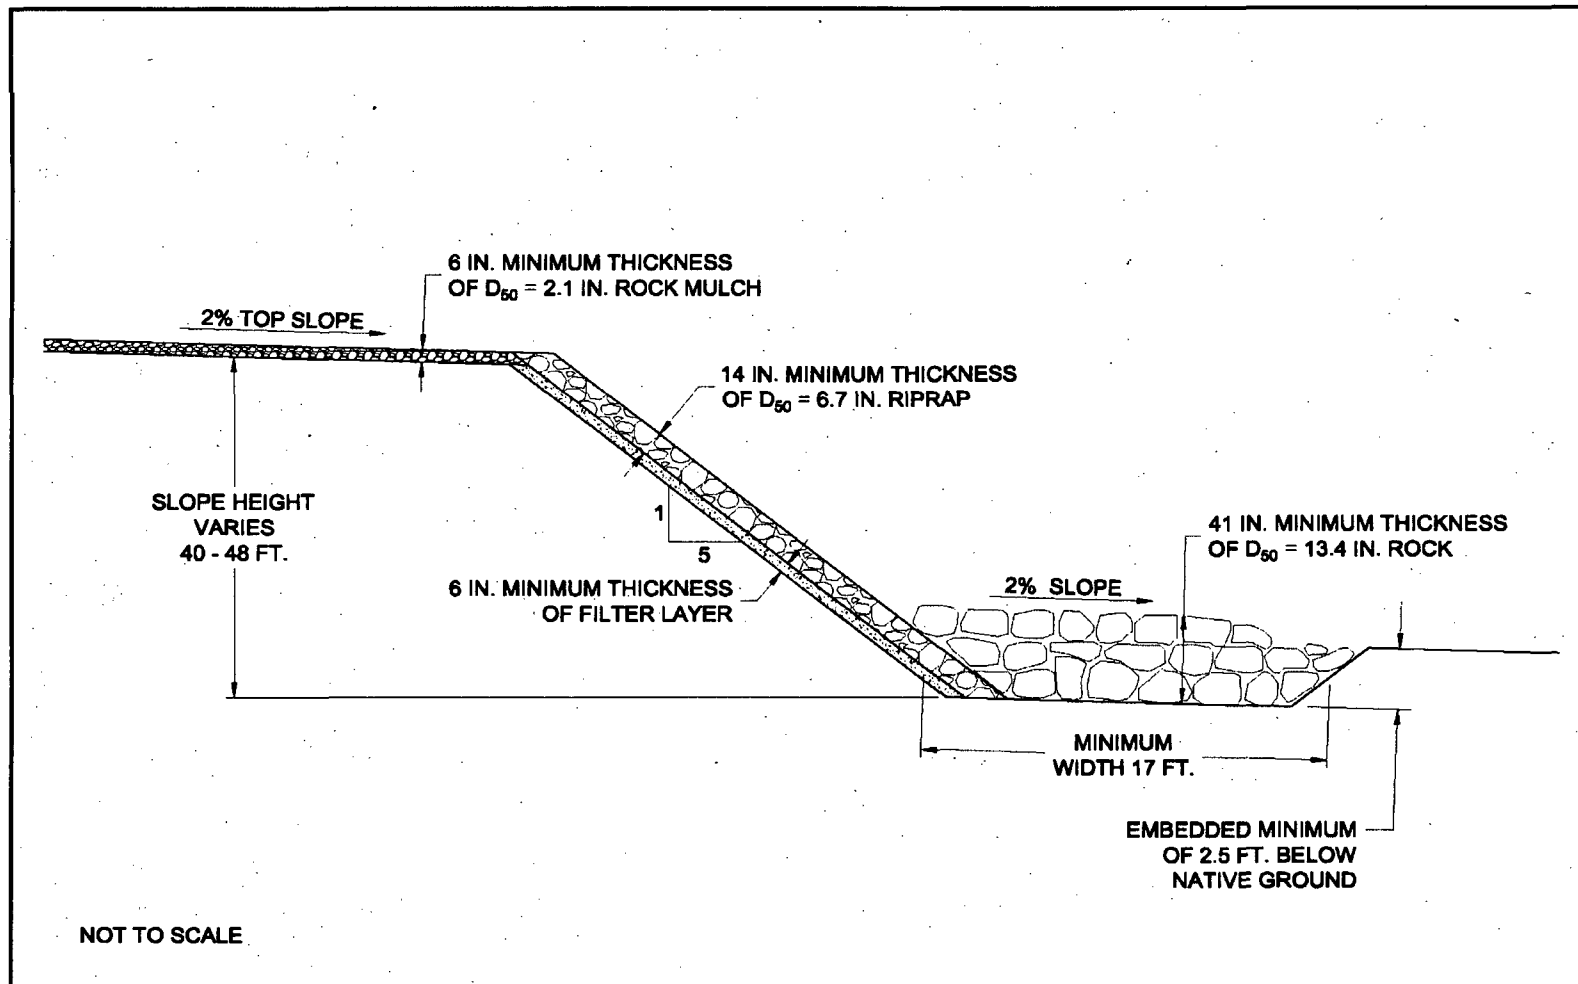 6 IN. MINIMUM THICKNESS
OF D50 = 2.1 IN. ROCK MULCH
2% TOP SLOPE
14 IN. MINIMUM THICKNESS
OF D50 = 6.7 IN. RIPRAP
SLOPE HEIGHT
VARIES
40 - 48 FT.
1
5
41 IN. MINIMUM THICKNESS
OF D50 = 13.4 IN. ROCK
6 IN. MINIMUM THICKNESS
OF FILTER LAYER
2% SLOPE
MINIMUM
WIDTH 17 FT.
EMBEDDED MINIMUM
OF 2.5 FT. BELOW
NATIVE GROUND
NOT TO SCALE